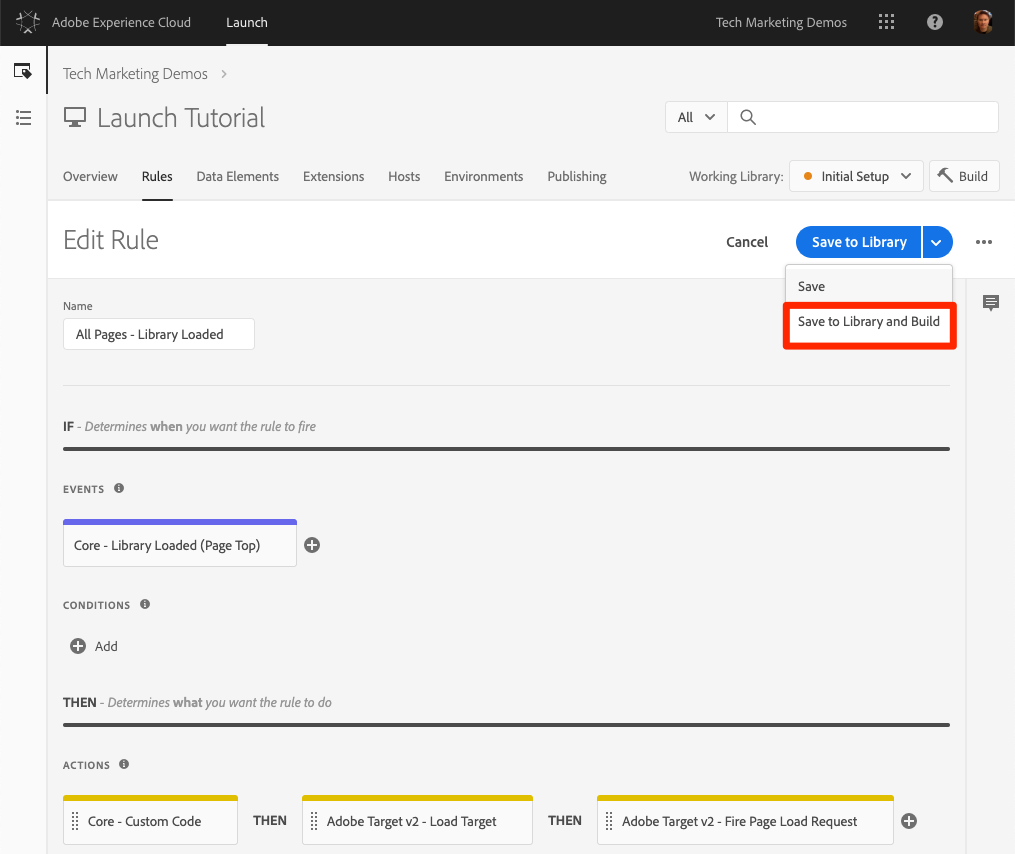 Adobe Experience Cloud Launch Tech Marketing Demos
Tech Marketing Demos
Launch Tutorial
All
Overview Rules Data Elements Extensions Hosts Environments Publishing Working Library: Initial Setup Build
Edit Rule
Cancel Save to Library
Save
Save to Library and Build
Name
All Pages - Library Loaded
IF - Determines when you want the rule to fire
EVENTS
Core - Library Loaded (Page Top)
CONDITIONS
Add
THEN - Determines what you want the rule to do
ACTIONS
Core - Custom Code THEN Adobe Target v2 - Load Target THEN Adobe Target v2 - Fire Page Load Request